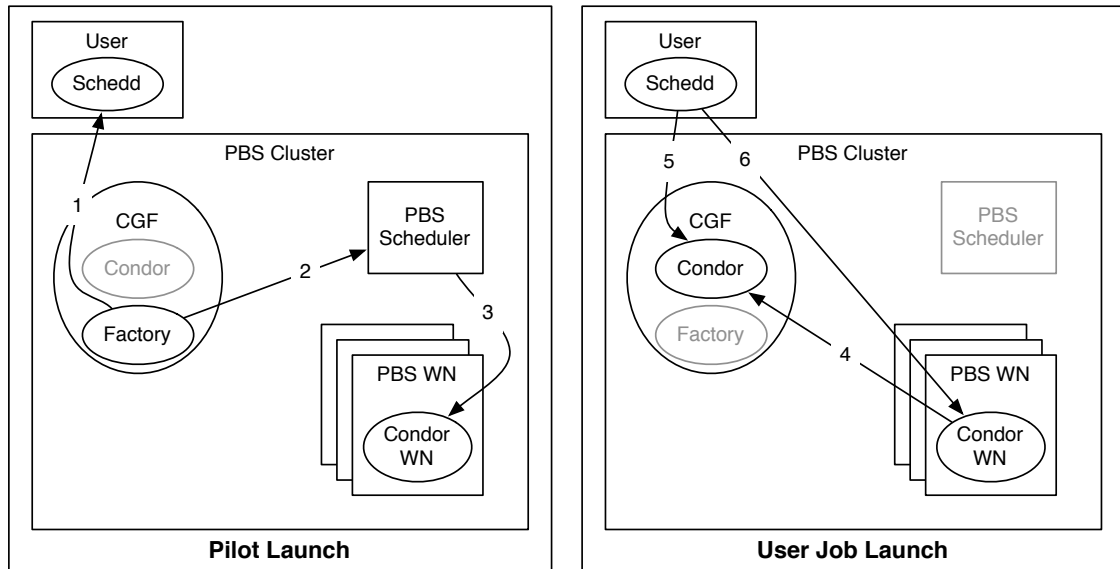 User
Schedd
PBS Cluster
1
CGF
Condor
Factory
2
PBS
Scheduler
3
PBS WN
Condor
WN
Pilot Launch
User
Schedd
5
6
PBS Cluster
CGF
Condor
Factory
PBS
Scheduler
4
PBS WN
Condor
WN
User Job Launch